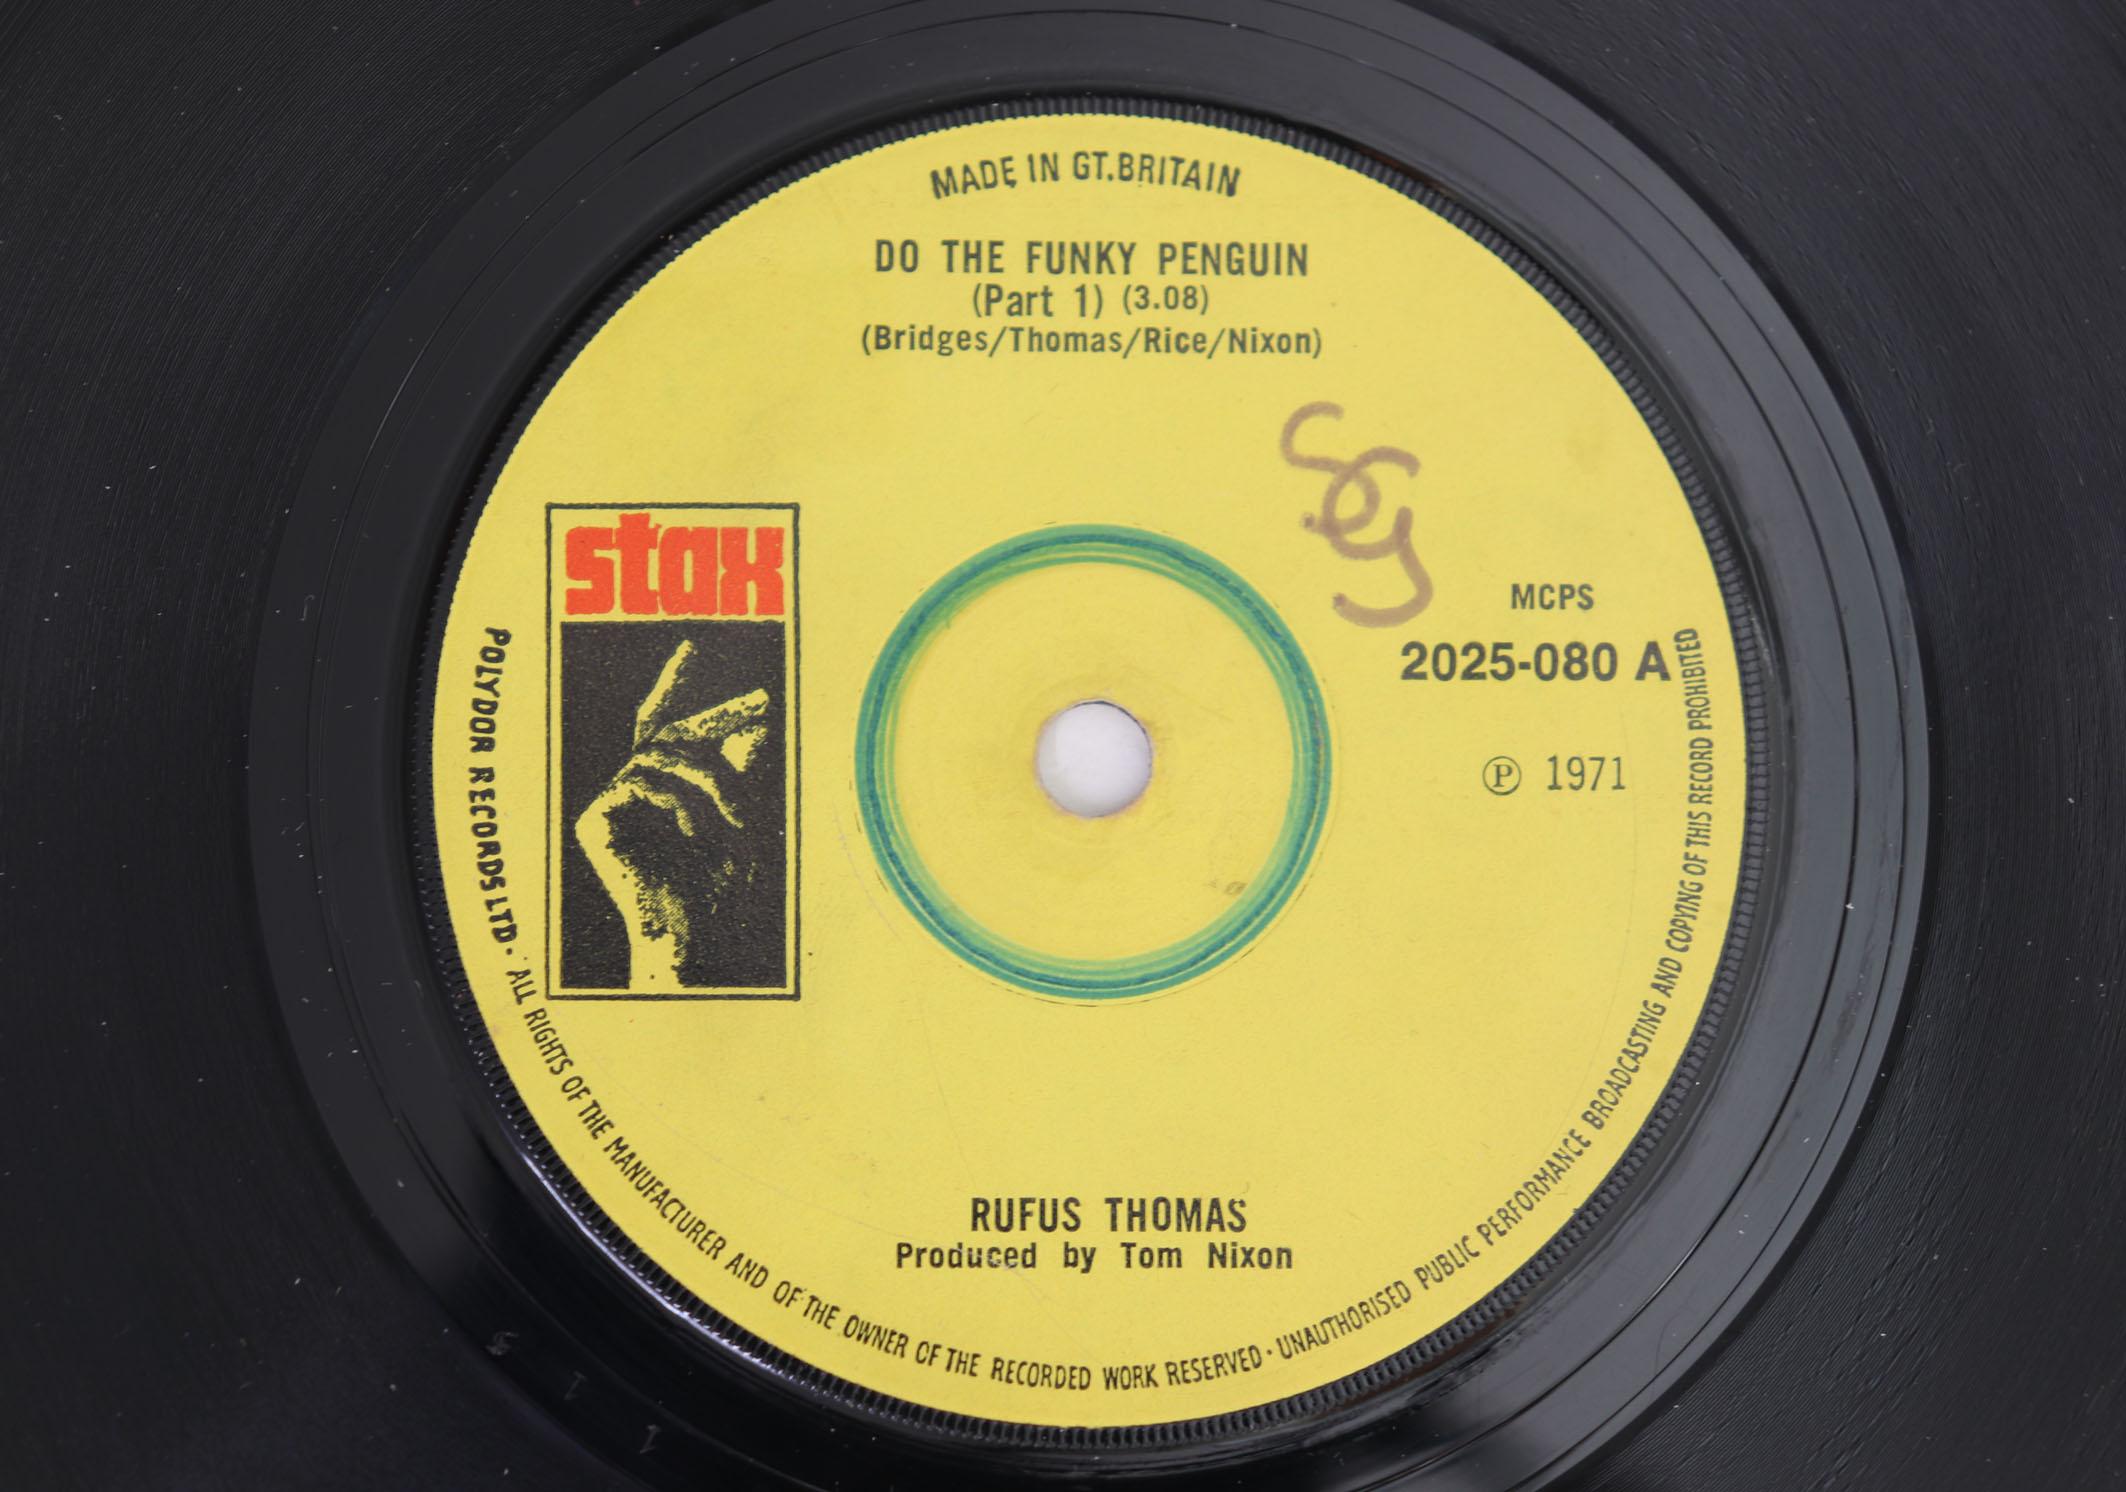 MADE IN GT.BRITAIN
DO THE FUNKY PENGUIN
(Part 1) (3.08)
(Bridges/Thomas/Rice/Nixon)
stax
MCPS
2025-080 A
Ⓟ 1971
RUFUS THOMAS
Produced by Tom Nixon
POLYDOR RECORDS LTD · ALL RIGHTS OF THE MANUFACTURER AND OF THE OWNER OF THE RECORDED WORK RESERVED · UNAUTHORISED PUBLIC PERFORMANCE BROADCASTING AND COPYING OF THIS RECORD PROHIBITED